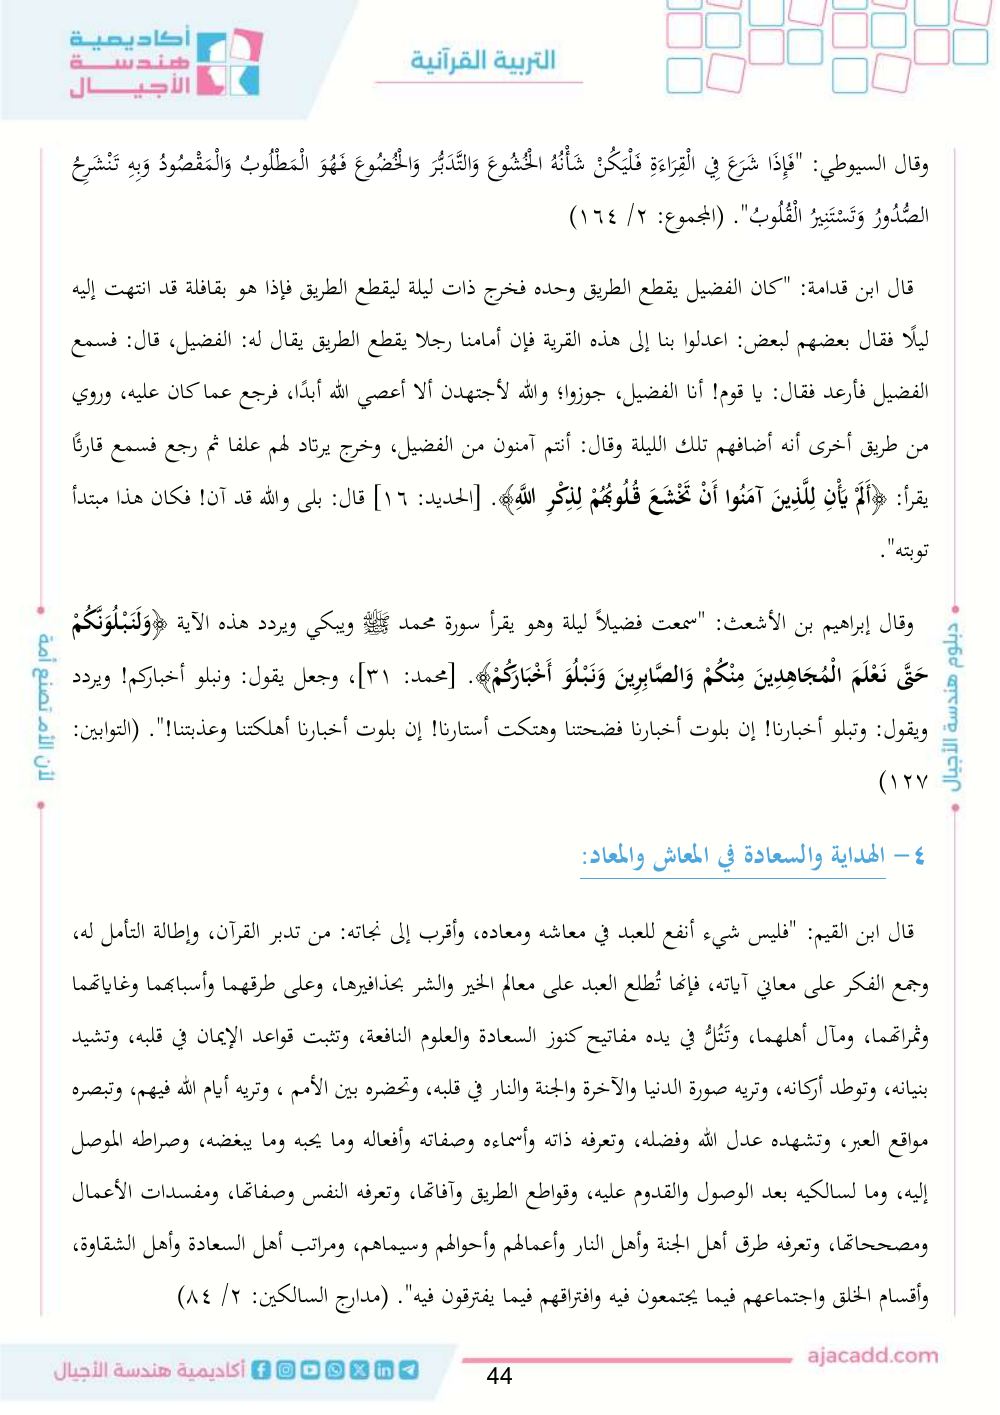 أكاديمية
هندسة
الأجيال
التربية القرآنية
وقال السيوطي: "فَإِذَا شَرَعَ فِي الْقِرَاءَةِ فَلْيَكُنْ شَأْنُهُ الْخُشُوعَ وَالتَّدَبُّرَ وَالْخُضُوعَ فَهُوَ الْمَطْلُوبُ وَالْمَقْصُودُ وَبِهِ تَنْشَرِحُ
الصُّدُورُ وَتَسْتَنِيرُ الْقُلُوبُ". (المجموع: ٢/ ١٦٤)
قال ابن قدامة: "كان الفضيل يقطع الطريق وحده فخرج ذات ليلة ليقطع الطريق فإذا هو بقافلة قد انتهت إليه
ليلًا فقال بعضهم لبعض: اعدلوا بنا إلى هذه القرية فإن أمامنا رجلا يقطع الطريق يقال له: الفضيل، قال: فسمع
الفضيل فأرعد فقال: يا قوم! أنا الفضيل، جوزوا؛ والله لأجتهدن ألا أعصي الله أبدًا، فرجع عما كان عليه، وروي
من طريق أخرى أنه أضافهم تلك الليلة وقال: أنتم آمنون من الفضيل، وخرج يرتاد لهم علفا ثم رجع فسمع قارئًا
يقرأ: ﴿أَلَمْ يَأْنِ لِلَّذِينَ آمَنُوا أَنْ تَخْشَعَ قُلُوبُهُمْ لِذِكْرِ اللَّهِ﴾. [الحديد: ١٦] قال: بلى والله قد آن! فكان هذا مبتدأ
توبته".
وقال إبراهيم بن الأشعث: "سمعت فضيلاً ليلة وهو يقرأ سورة محمد ﷺ ويبكي ويردد هذه الآية ﴿وَلَنَبْلُوَنَّكُمْ
حَتَّى نَعْلَمَ الْمُجَاهِدِينَ مِنْكُمْ وَالصَّابِرِينَ وَنَبْلُوَ أَخْبَارَكُمْ﴾. [محمد: ٣١]، وجعل يقول: ونبلو أخباركم! ويردد
ويقول: وتبلو أخبارنا! إن بلوت أخبارنا فضحتنا وهتكت أستارنا! إن بلوت أخبارنا أهلكتنا وعذبتنا!". (التوابين:
١٢٧)
٤– الهداية والسعادة في المعاش والمعاد:
قال ابن القيم: "فليس شيء أنفع للعبد في معاشه ومعاده، وأقرب إلى نجاته: من تدبر القرآن، وإطالة التأمل له،
وجمع الفكر على معاني آياته، فإنها تُطلع العبد على معالم الخير والشر بحذافيرها، وعلى طرقهما وأسبابهما وغاياتهما
وثمراتهما، ومآل أهلهما، وتَتُلُّ في يده مفاتيح كنوز السعادة والعلوم النافعة، وتثبت قواعد الإيمان في قلبه، وتشيد
بنيانه، وتوطد أركانه، وتريه صورة الدنيا والآخرة والجنة والنار في قلبه، وتحضره بين الأمم ، وتريه أيام الله فيهم، وتبصره
مواقع العبر، وتشهده عدل الله وفضله، وتعرفه ذاته وأسماءه وصفاته وأفعاله وما يحبه وما يبغضه، وصراطه الموصل
إليه، وما لسالكيه بعد الوصول والقدوم عليه، وقواطع الطريق وآفاتها، وتعرفه النفس وصفاتها، ومفسدات الأعمال
ومصححاتها، وتعرفه طرق أهل الجنة وأهل النار وأعمالهم وأحوالهم وسيماهم، ومراتب أهل السعادة وأهل الشقاوة،
وأقسام الخلق واجتماعهم فيما يجتمعون فيه وافتراقهم فيما يفترقون فيه". (مدارج السالكين: ٢/ ٨٤)
دبلوم هندسة الأجيال
لأن الأمـ تصنع أمة
أكاديمية هندسة الأجيال
44
ajacadd.com